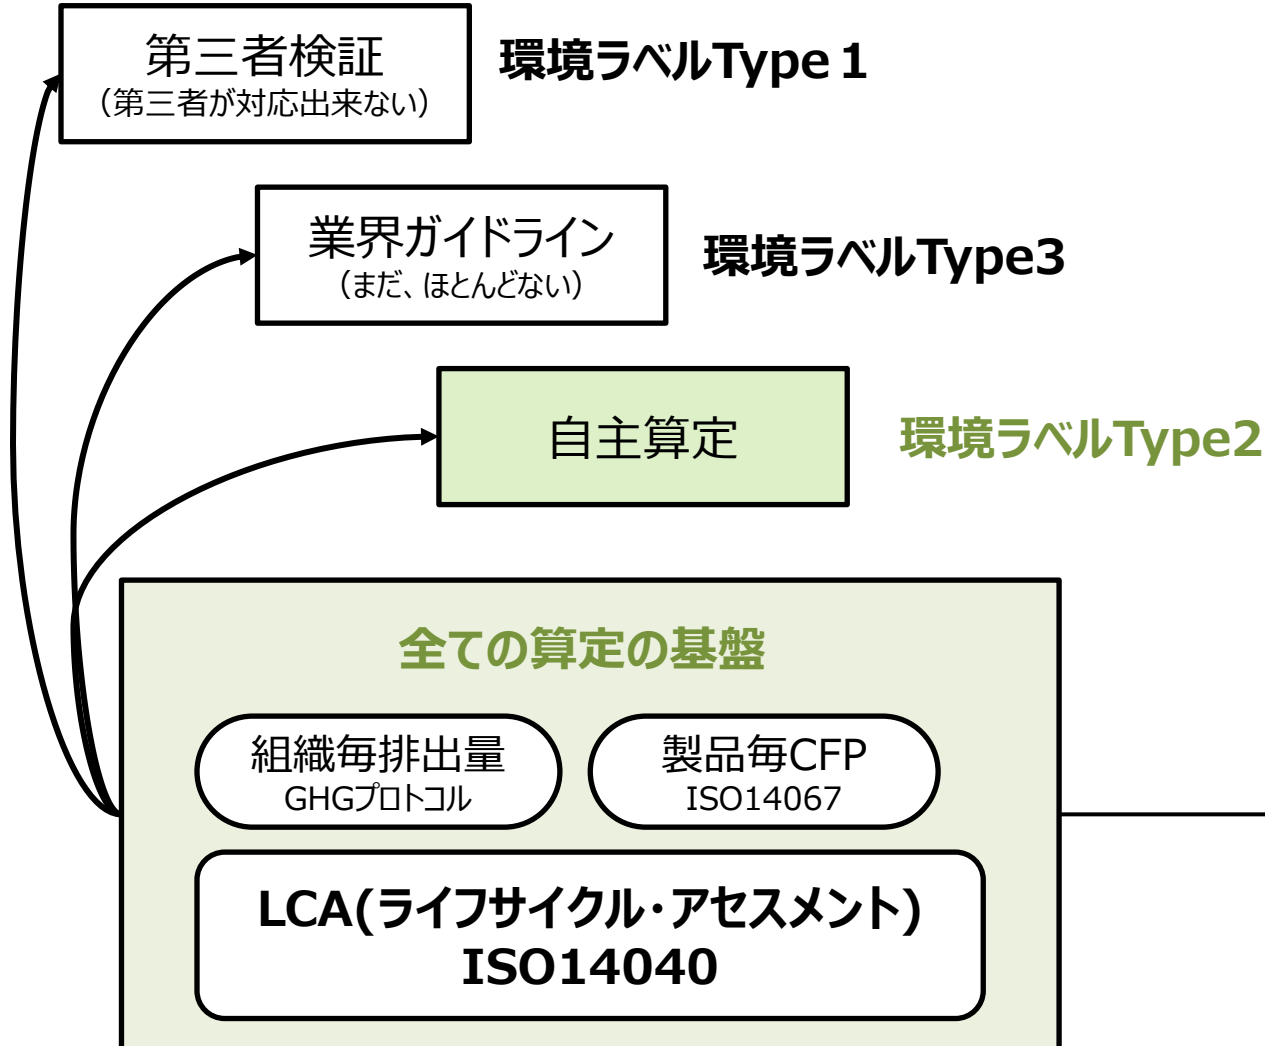 第三者検証
（第三者が対応出来ない）
環境ラベルType１
業界ガイドライン
（まだ、ほとんどない）
環境ラベルType3
自主算定
環境ラベルType2
全ての算定の基盤
組織毎排出量
GHGプロトコル
製品毎CFP
ISO14067
LCA(ライフサイクル・アセスメント)
ISO14040